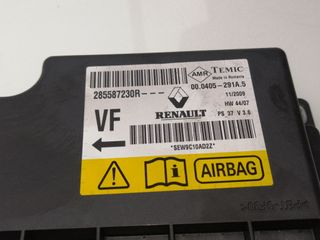 AMR TEMIC
Made in Romania
285587230R---
00.0405-291A.5
11/2009
HW 44/07
VF
RENAULT
PS 37 V 3.6
*SEW9C10AD2Z*
AIRBAG